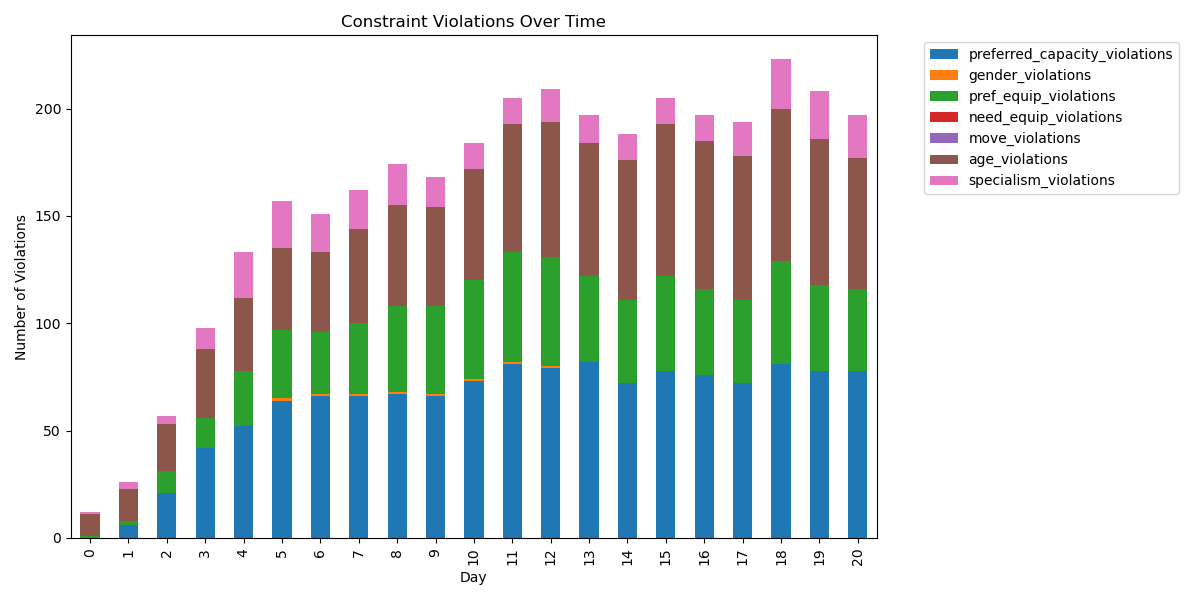 Constraint Violations Over Time
Number of Violations
200
150
100
50
0
0 1 2 3 4 5 6 7 8 9 10 11 12 13 14 15 16 17 18 19 20
Day
preferred_capacity_violations
gender_violations
pref_equip_violations
need_equip_violations
move_violations
age_violations
specialism_violations